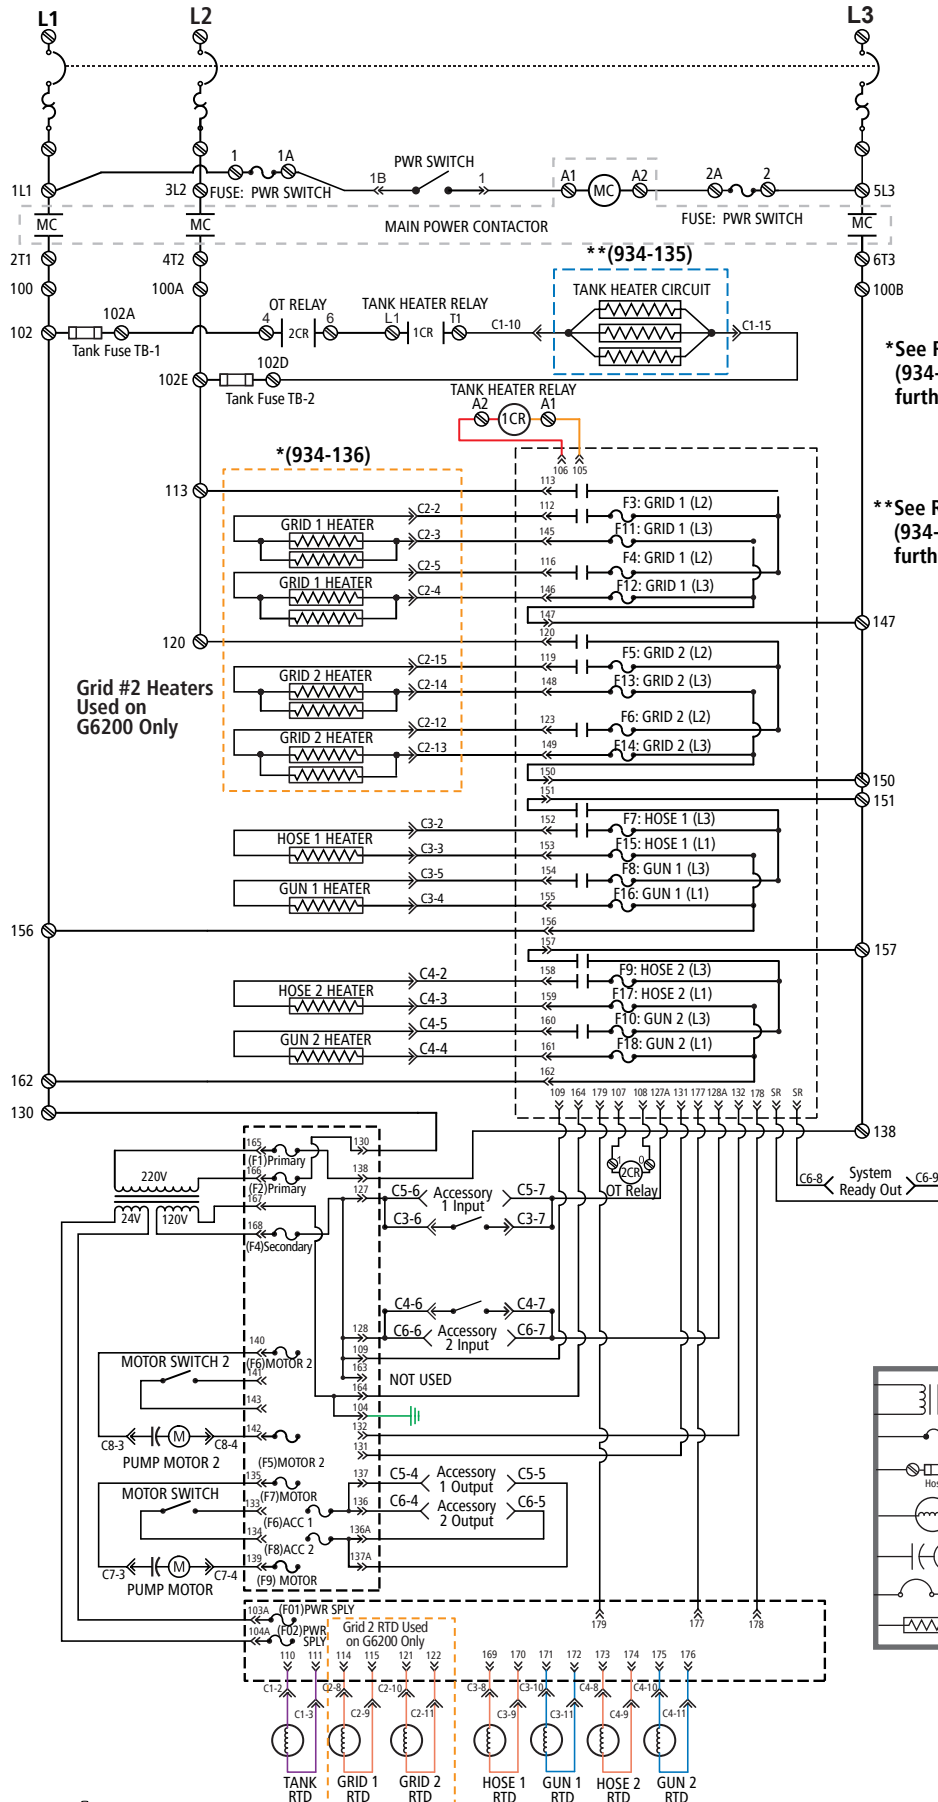 L1
L2
L3
1
1A
PWR SWITCH
1B
1
A1
MC
A2
2A
2
1L1
3L2
FUSE: PWR SWITCH
5L3
FUSE: PWR SWITCH
MC
MC
MAIN POWER CONTACTOR
MC
2T1
4T2
**(934-135)
6T3
100
100A
TANK HEATER CIRCUIT
100B
102
102A
OT RELAY
TANK HEATER RELAY
4
2CR
6
L1
1CR
T1
C1-10
C1-15
Tank Fuse TB-1
102E
102D
Tank Fuse TB-2
*See
(934-
furth
TANK HEATER RELAY
A2
1CR
A1
*(934-136)
106
105
113
113
C2-2
112
F3: GRID 1 (L2)
**See
(934-
furth
GRID 1 HEATER
C2-3
145
F11: GRID 1 (L3)
C2-5
116
F4: GRID 1 (L2)
GRID 1 HEATER
C2-4
146
F12: GRID 1 (L3)
147
147
120
120
C2-15
119
F5: GRID 2 (L2)
Grid #2 Heaters
Used on
G6200 Only
GRID 2 HEATER
C2-14
148
F13: GRID 2 (L3)
C2-12
123
F6: GRID 2 (L2)
GRID 2 HEATER
C2-13
149
F14: GRID 2 (L3)
150
150
151
151
C3-2
152
F7: HOSE 1 (L3)
HOSE 1 HEATER
C3-3
153
F15: HOSE 1 (L1)
C3-5
154
F8: GUN 1 (L3)
GUN 1 HEATER
C3-4
155
F16: GUN 1 (L1)
156
156
157
157
C4-2
158
F9: HOSE 2 (L3)
HOSE 2 HEATER
C4-3
159
F17: HOSE 2 (L1)
C4-5
160
F10: GUN 2 (L3)
GUN 2 HEATER
C4-4
161
F18: GUN 2 (L1)
162
162
130
109 164 179 107 108 127A 131 177 128A 132 178 SR SR
165
130
138
(F1)Primary
1
2CR
0
OT Relay
220V
166
138
(F2)Primary
127
C5-6
Accessory
1 Input
C5-7
C6-8
System
Ready Out
C6-9
167
24V
120V
C3-6
C3-7
168
(F4)Secondary
C4-6
C4-7
128
C6-6
Accessory
2 Input
C6-7
140
109
MOTOR SWITCH 2
(F6)MOTOR 2
163
141
NOT USED
164
143
104
142
132
C8-3
M
C8-4
131
PUMP MOTOR 2
(F5)MOTOR 2
135
137
C5-4
Accessory
1 Output
C5-5
MOTOR SWITCH
(F7)MOTOR
133
136
C6-4
Accessory
2 Output
C6-5
(F6)ACC 1
134
136A
(F8)ACC 2
139
137A
C7-3
M
C7-4
PUMP MOTOR
(F9) MOTOR
Hos
103A
(F01)PWR SPLY
104A
(F02)PWR
SPLY
Grid 2 RTD Used
on G6200 Only
179
177
178
110 111 114 115 121 122 169 170 171 172 173 174 175 176
C1-2
C2-8
C2-10
C3-8
C3-10
C4-8
C4-10
C1-3
C2-9
C2-11
C3-9
C3-11
C4-9
C4-11
TANK
RTD
GRID 1
RTD
GRID 2
RTD
HOSE 1
RTD
GUN 1
RTD
HOSE 2
RTD
GUN 2
RTD